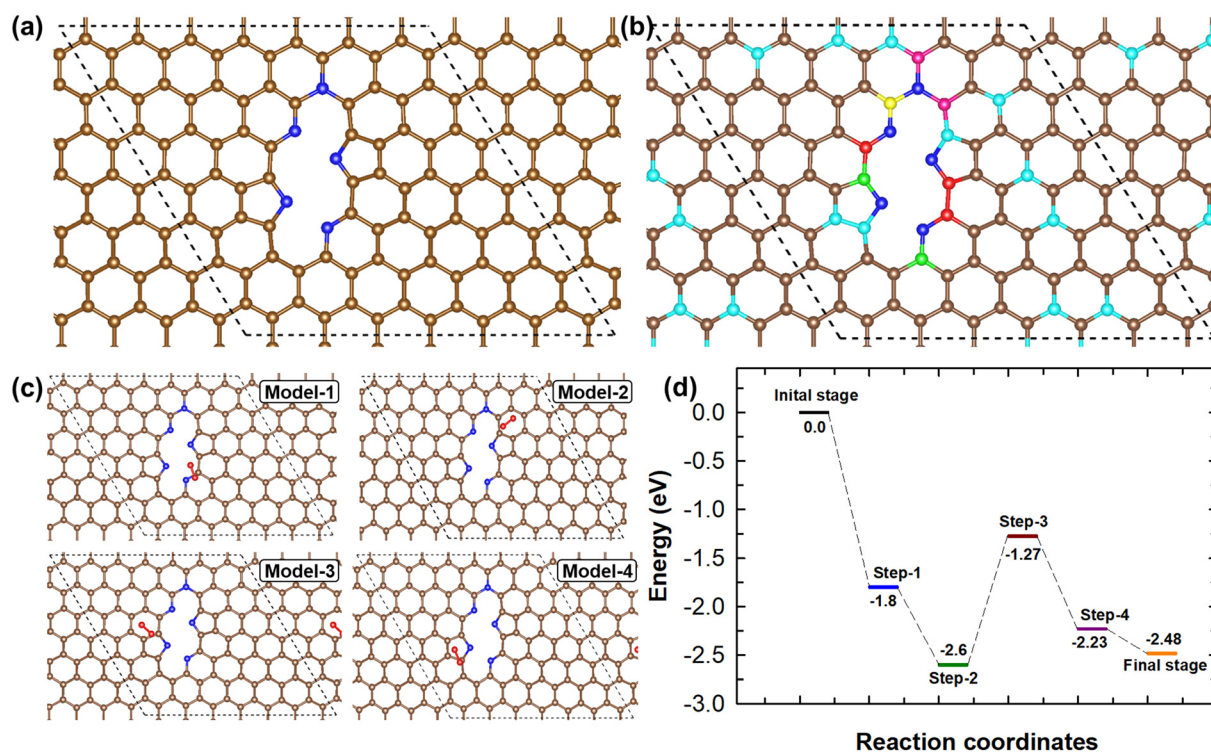 (a)
(b)
(c)
Model-1
Model-2
Model-3
Model-4
(d)
Energy (eV)
0.0
-0.5
-1.0
-1.5
-2.0
-2.5
-3.0
Inital stage
0.0
Step-1
-1.8
-2.6
Step-2
Step-3
-1.27
Step-4
-2.23
-2.48
Final stage
Reaction coordinates